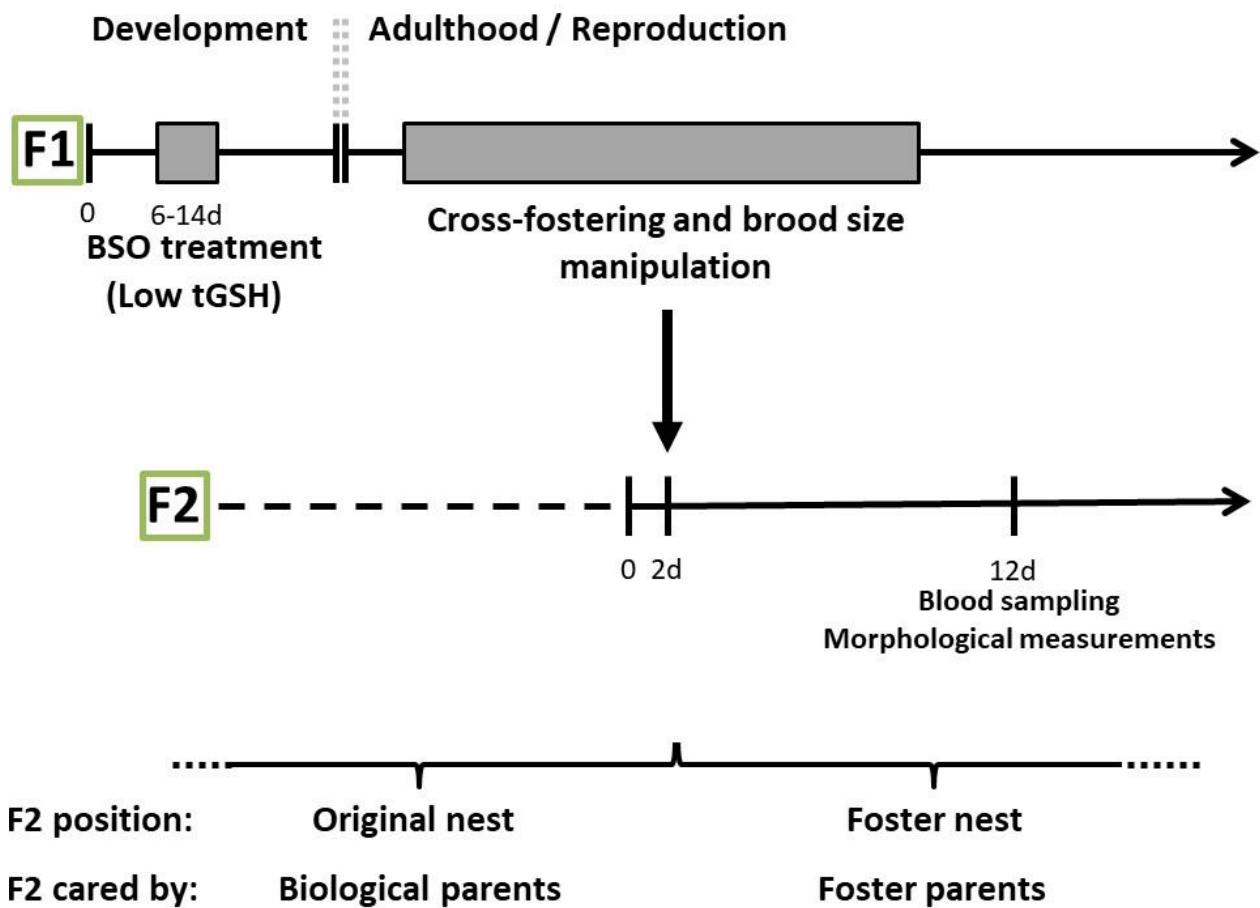 Development
Adulthood / Reproduction
F1
0
6-14d
BSO treatment
(Low tGSH)
Cross-fostering and brood size
manipulation
F2
0
2d
12d
Blood sampling
Morphological measurements
F2 position:
Original nest
Foster nest
F2 cared by:
Biological parents
Foster parents